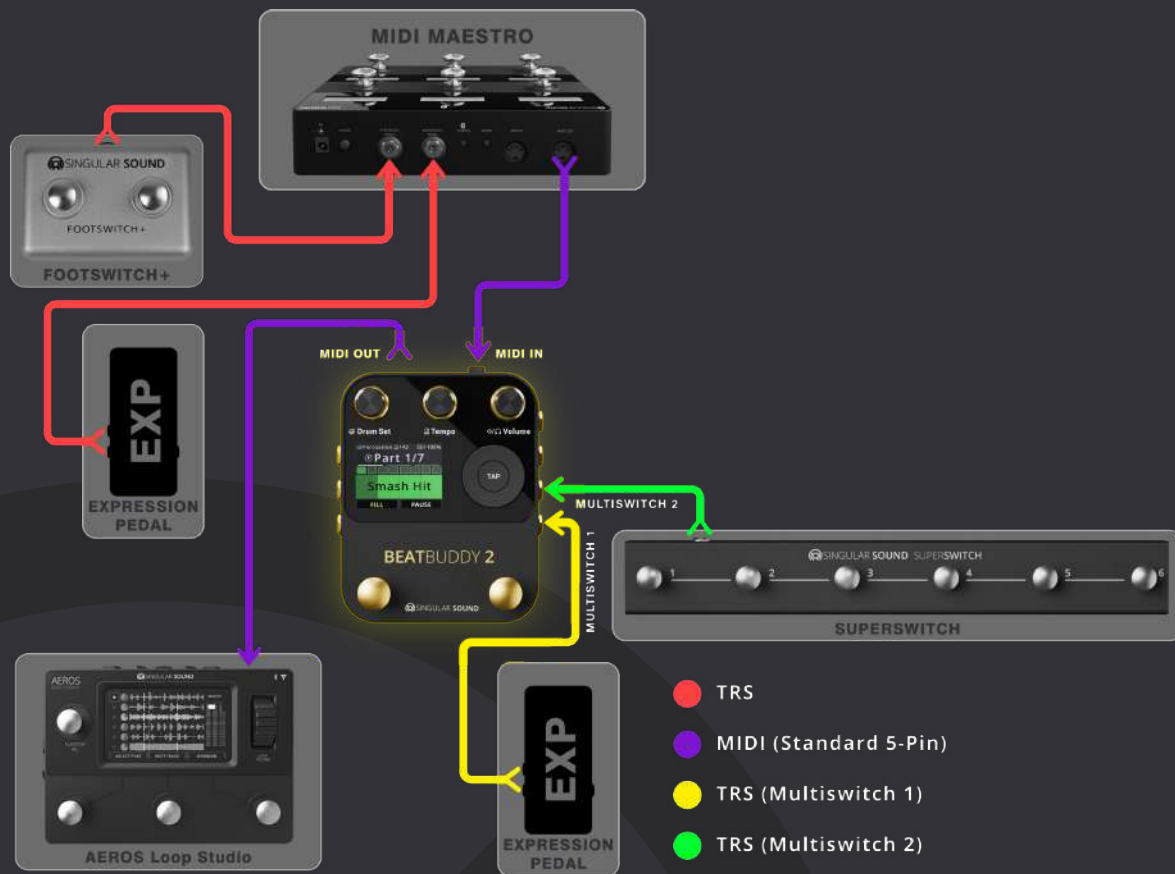 MIDI MAESTRO
SINGULAR SOUND
FOOTSWITCH+
FOOTSWITCH+
EXP
EXPRESSION
PEDAL
MIDI OUT
MIDI IN
Drum Set
Tempo
Volume
Part 1/7
Smash Hit
FILL
PAUSE
TAP
BEATBUDDY 2
SINGULAR SOUND
MULTISWITCH 2
MULTISWITCH 1
SINGULAR SOUND SUPERSWITCH
1 2 3 4 5 6
SUPERSWITCH
AEROS
SINGULAR SOUND
AEROS Loop Studio
EXP
EXPRESSION
PEDAL
TRS
MIDI (Standard 5-Pin)
TRS (Multiswitch 1)
TRS (Multiswitch 2)